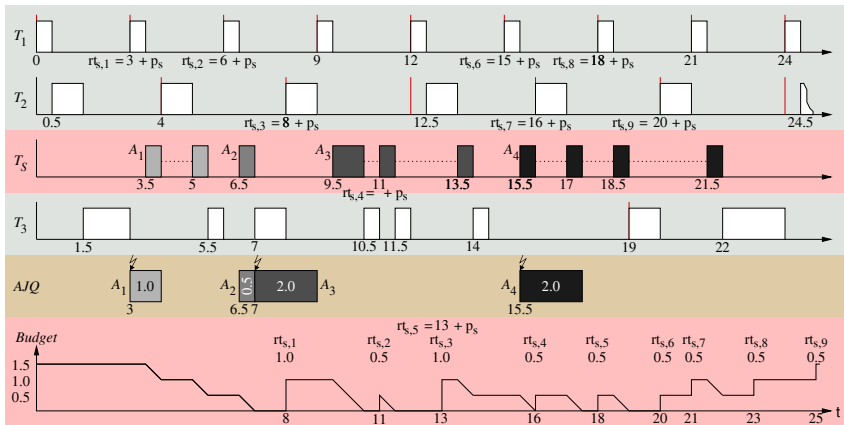 T1
0 3 6 9 12 15 18 21 24
rts,1 = 3 + ps rts,2 = 6 + ps rts,6 = 15 + ps rts,8 = 18 + ps
T2
0.5 4 8 12.5 16 20 24.5
rts,3 = 8 + ps rts,7 = 16 + ps rts,9 = 20 + ps
TS
A1 A2 A3 A4
3.5 5 6.5 9.5 11 13.5 15.5 17 18.5 21.5
rts,4 = + ps
T3
1.5 5.5 7 10.5 11.5 14 19 22
AJQ
A1 1.0 A2 0.5 2.0 A3 A4 2.0
3 6.5 7 15.5
rts,5 = 13 + ps
Budget
rts,1 rts,2 rts,3 rts,4 rts,5 rts,6 rts,7 rts,8 rts,9
1.0 0.5 1.0 0.5 0.5 0.5 0.5 0.5 0.5
1.5
1.0
0.5
8 11 13 16 18 20 21 23 25 t